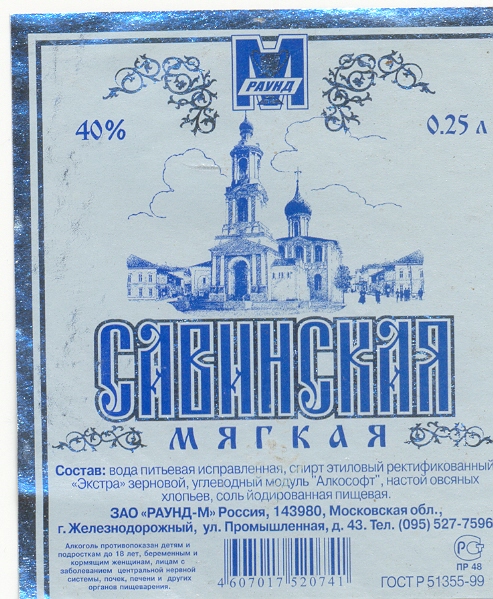 М
РАУНД
40%
0.25 л
САВИНСКАЯ
МЯГКАЯ
Состав: вода питьевая исправленная, спирт этиловый ректификованный
«Экстра» зерновой, углеводный модуль "Алкософт", настой овсяных
хлопьев, соль йодированная пищевая.
ЗАО «РАУНД-М» Россия, 143980, Московская обл.,
г. Железнодорожный, ул. Промышленная, д. 43. Тел. (095) 527-7596
Алкоголь противопоказан детям и
подросткам до 18 лет, беременным и
кормящим женщинам, лицам с
заболеванием центральной нервной
системы, почек, печени и других
органов пищеварения.
4 607017 520741
РСТ
ПР 48
ГОСТ Р 51355-99